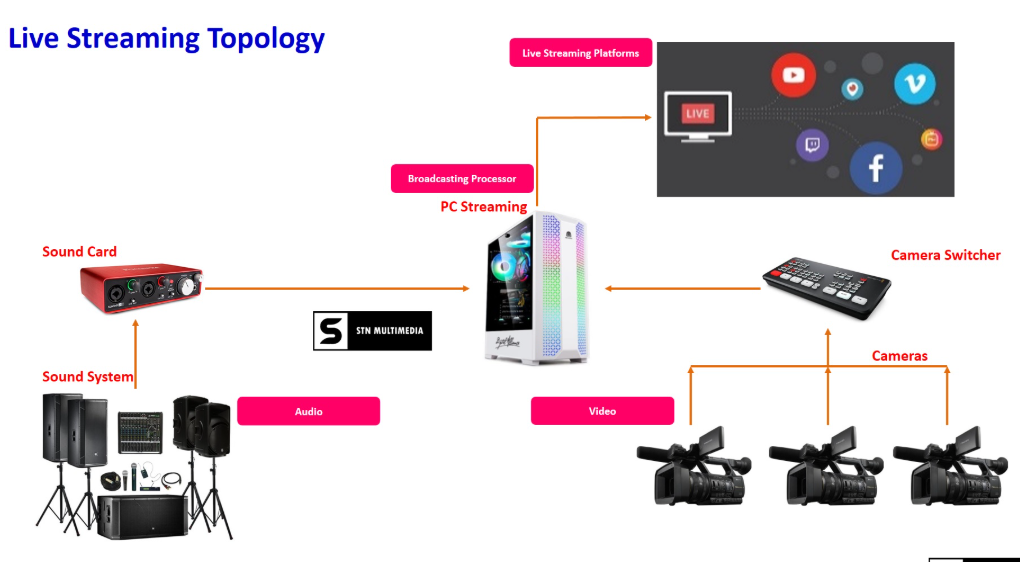 Live Streaming Topology
Live Streaming Platforms
LIVE
Broadcasting Processor
PC Streaming
Sound Card
Camera Switcher
STN MULTIMEDIA
Cameras
Sound System
Audio
Video